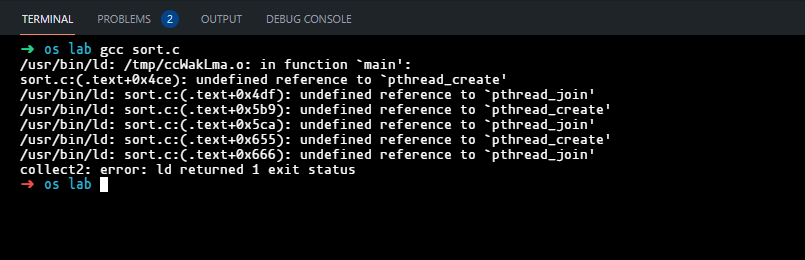 TERMINAL PROBLEMS 2 OUTPUT DEBUG CONSOLE
➜ os lab gcc sort.c
/usr/bin/ld: /tmp/ccWakLma.o: in function `main':
sort.c:(.text+0x4ce): undefined reference to `pthread_create'
/usr/bin/ld: sort.c:(.text+0x4df): undefined reference to `pthread_join'
/usr/bin/ld: sort.c:(.text+0x5b9): undefined reference to `pthread_create'
/usr/bin/ld: sort.c:(.text+0x5ca): undefined reference to `pthread_join'
/usr/bin/ld: sort.c:(.text+0x655): undefined reference to `pthread_create'
/usr/bin/ld: sort.c:(.text+0x666): undefined reference to `pthread_join'
collect2: error: ld returned 1 exit status
➜ os lab